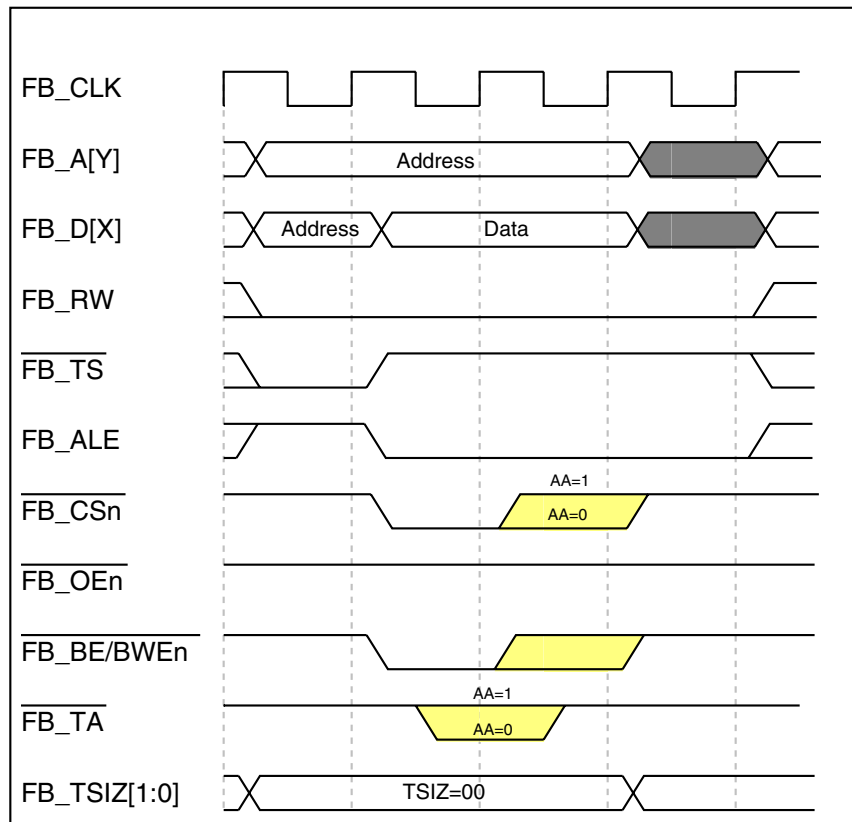 FB_CLK
FB_A[Y]
Address
FB_D[X]
Address
Data
FB_RW
FB_TS
FB_ALE
AA=1
FB_CSn
AA=0
FB_OEn
FB_BE/BWEn
AA=1
FB_TA
AA=0
FB_TSIZ[1:0]
TSIZ=00